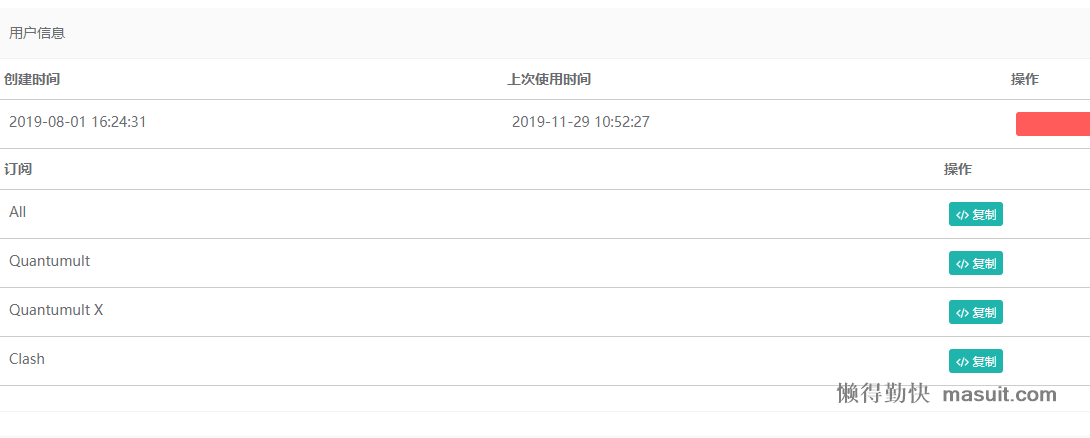 用户信息
创建时间 上次使用时间 操作
2019-08-01 16:24:31 2019-11-29 10:52:27
订阅 操作
All </> 复制
Quantumult </> 复制
Quantumult X </> 复制
Clash </> 复制
懒得勤快 masuit.com